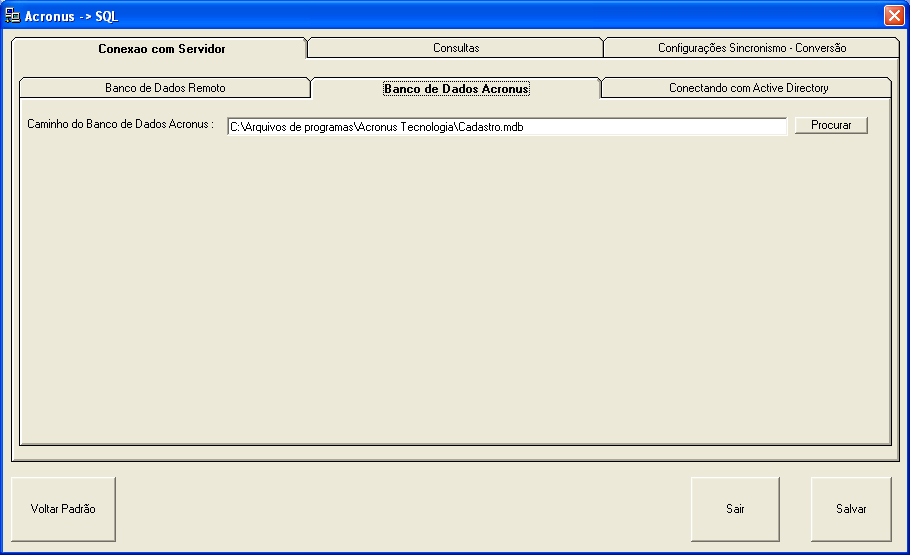 Acronus -> SQL
Conexao com Servidor
Consultas
Configurações Sincronismo - Conversão
Banco de Dados Remoto
Banco de Dados Acronus
Conectando com Active Directory
Caminho do Banco de Dados Acronus :
C:\Arquivos de programas\Acronus Tecnologia\Cadastro.mdb
Procurar
Voltar Padrão
Sair
Salvar